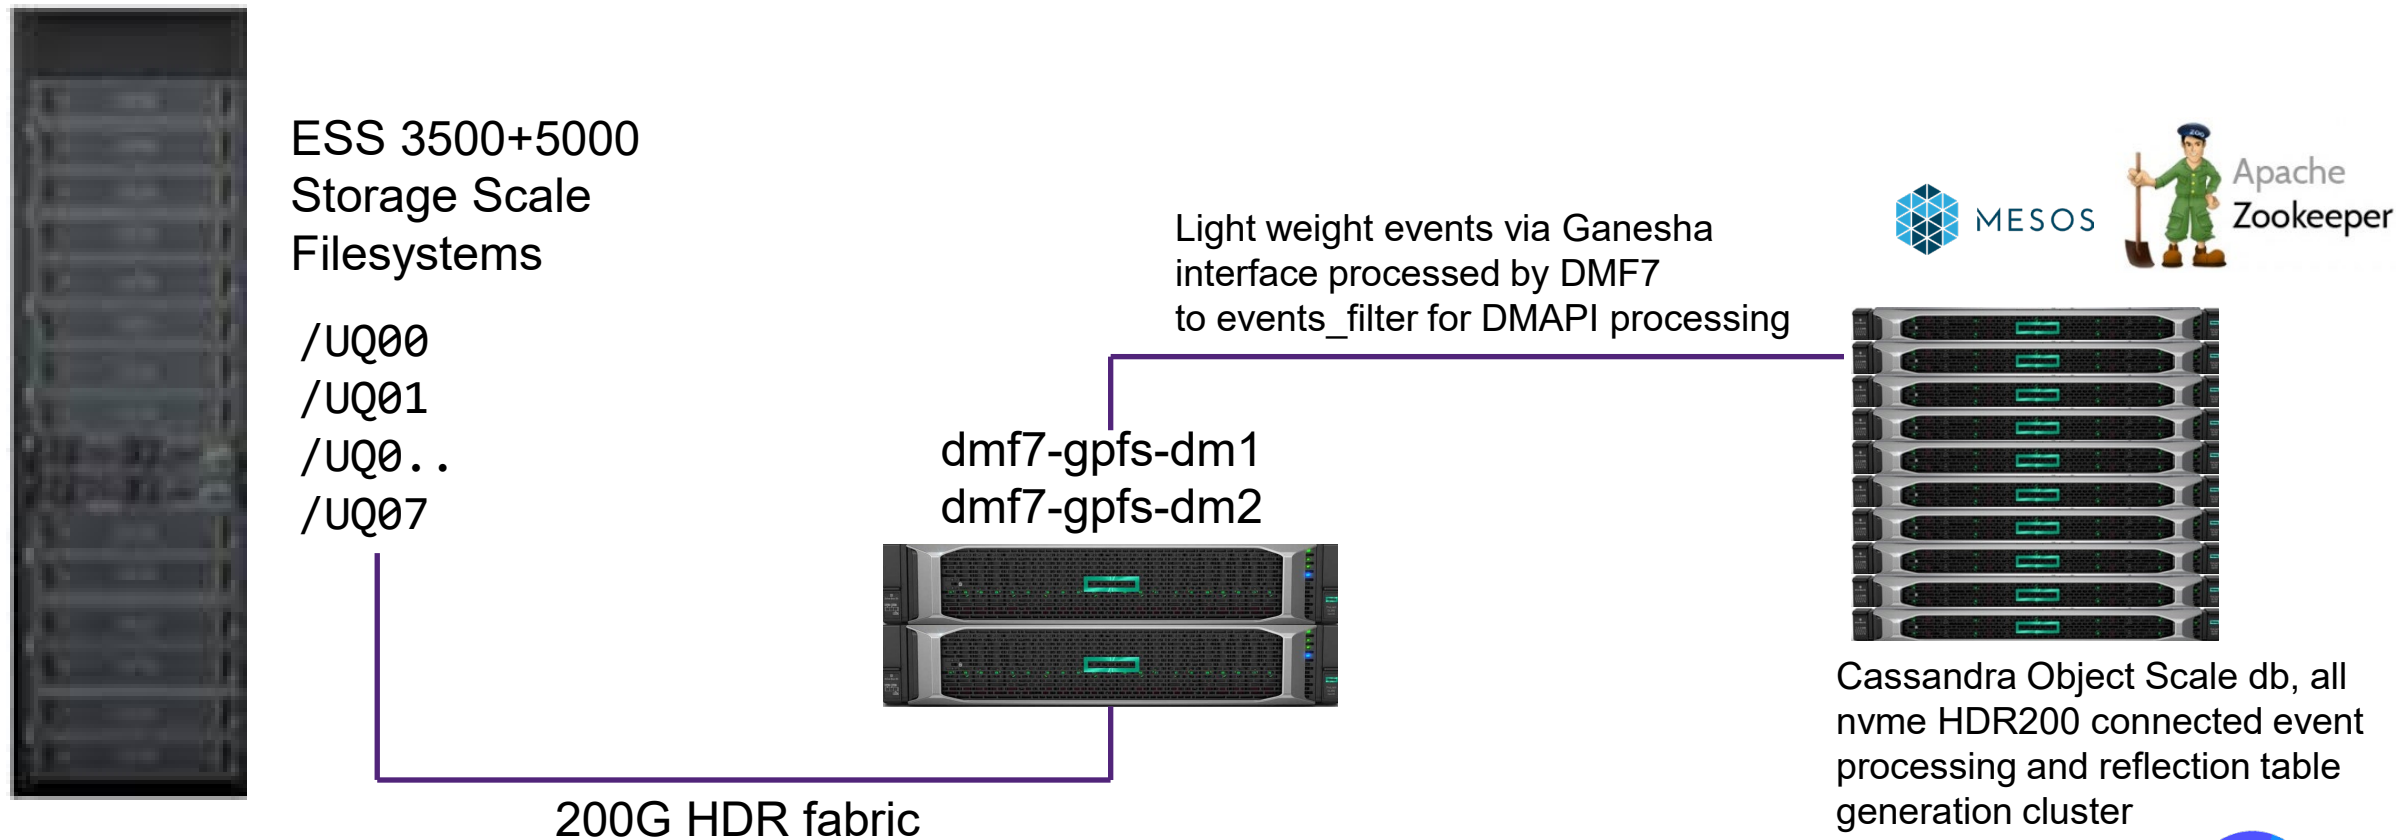 ESS 3500+5000
Storage Scale
Filesystems
/UQ00
/UQ01
/UQ0..
/UQ07
200G HDR fabric
dmf7-gpfs-dm1
dmf7-gpfs-dm2
Light weight events via Ganesha
interface processed by DMF7
to events_filter for DMAPI processing
MESOS
Apache
Zookeeper
Cassandra Object Scale db, all
nvme HDR200 connected event
processing and reflection table
generation cluster